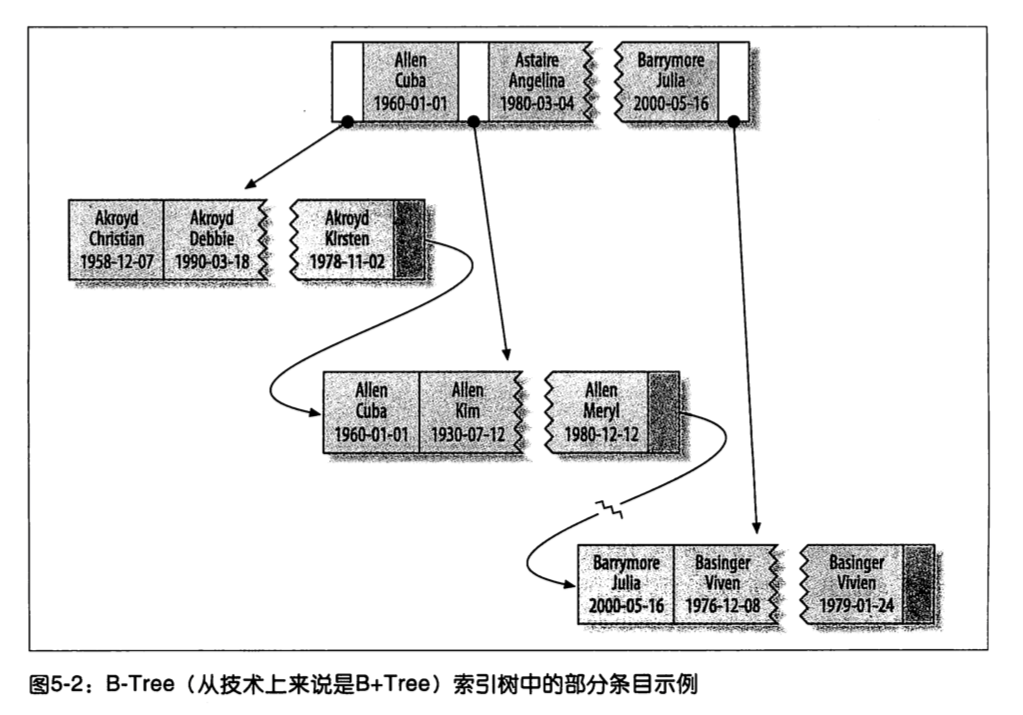 Allen
Cuba
1960-01-01
Astaire
Angelina
1980-03-04
Barrymore
Julia
2000-05-16
Akroyd
Christian
1958-12-07
Akroyd
Debbie
1990-03-18
Akroyd
Kirsten
1978-11-02
Allen
Cuba
1960-01-01
Allen
Kim
1930-07-12
Allen
Meryl
1980-12-12
Barrymore
Julia
2000-05-16
Basinger
Viven
1976-12-08
Basinger
Vivien
1979-01-24
图5-2：B-Tree（从技术上来说是B+Tree）索引树中的部分条目示例